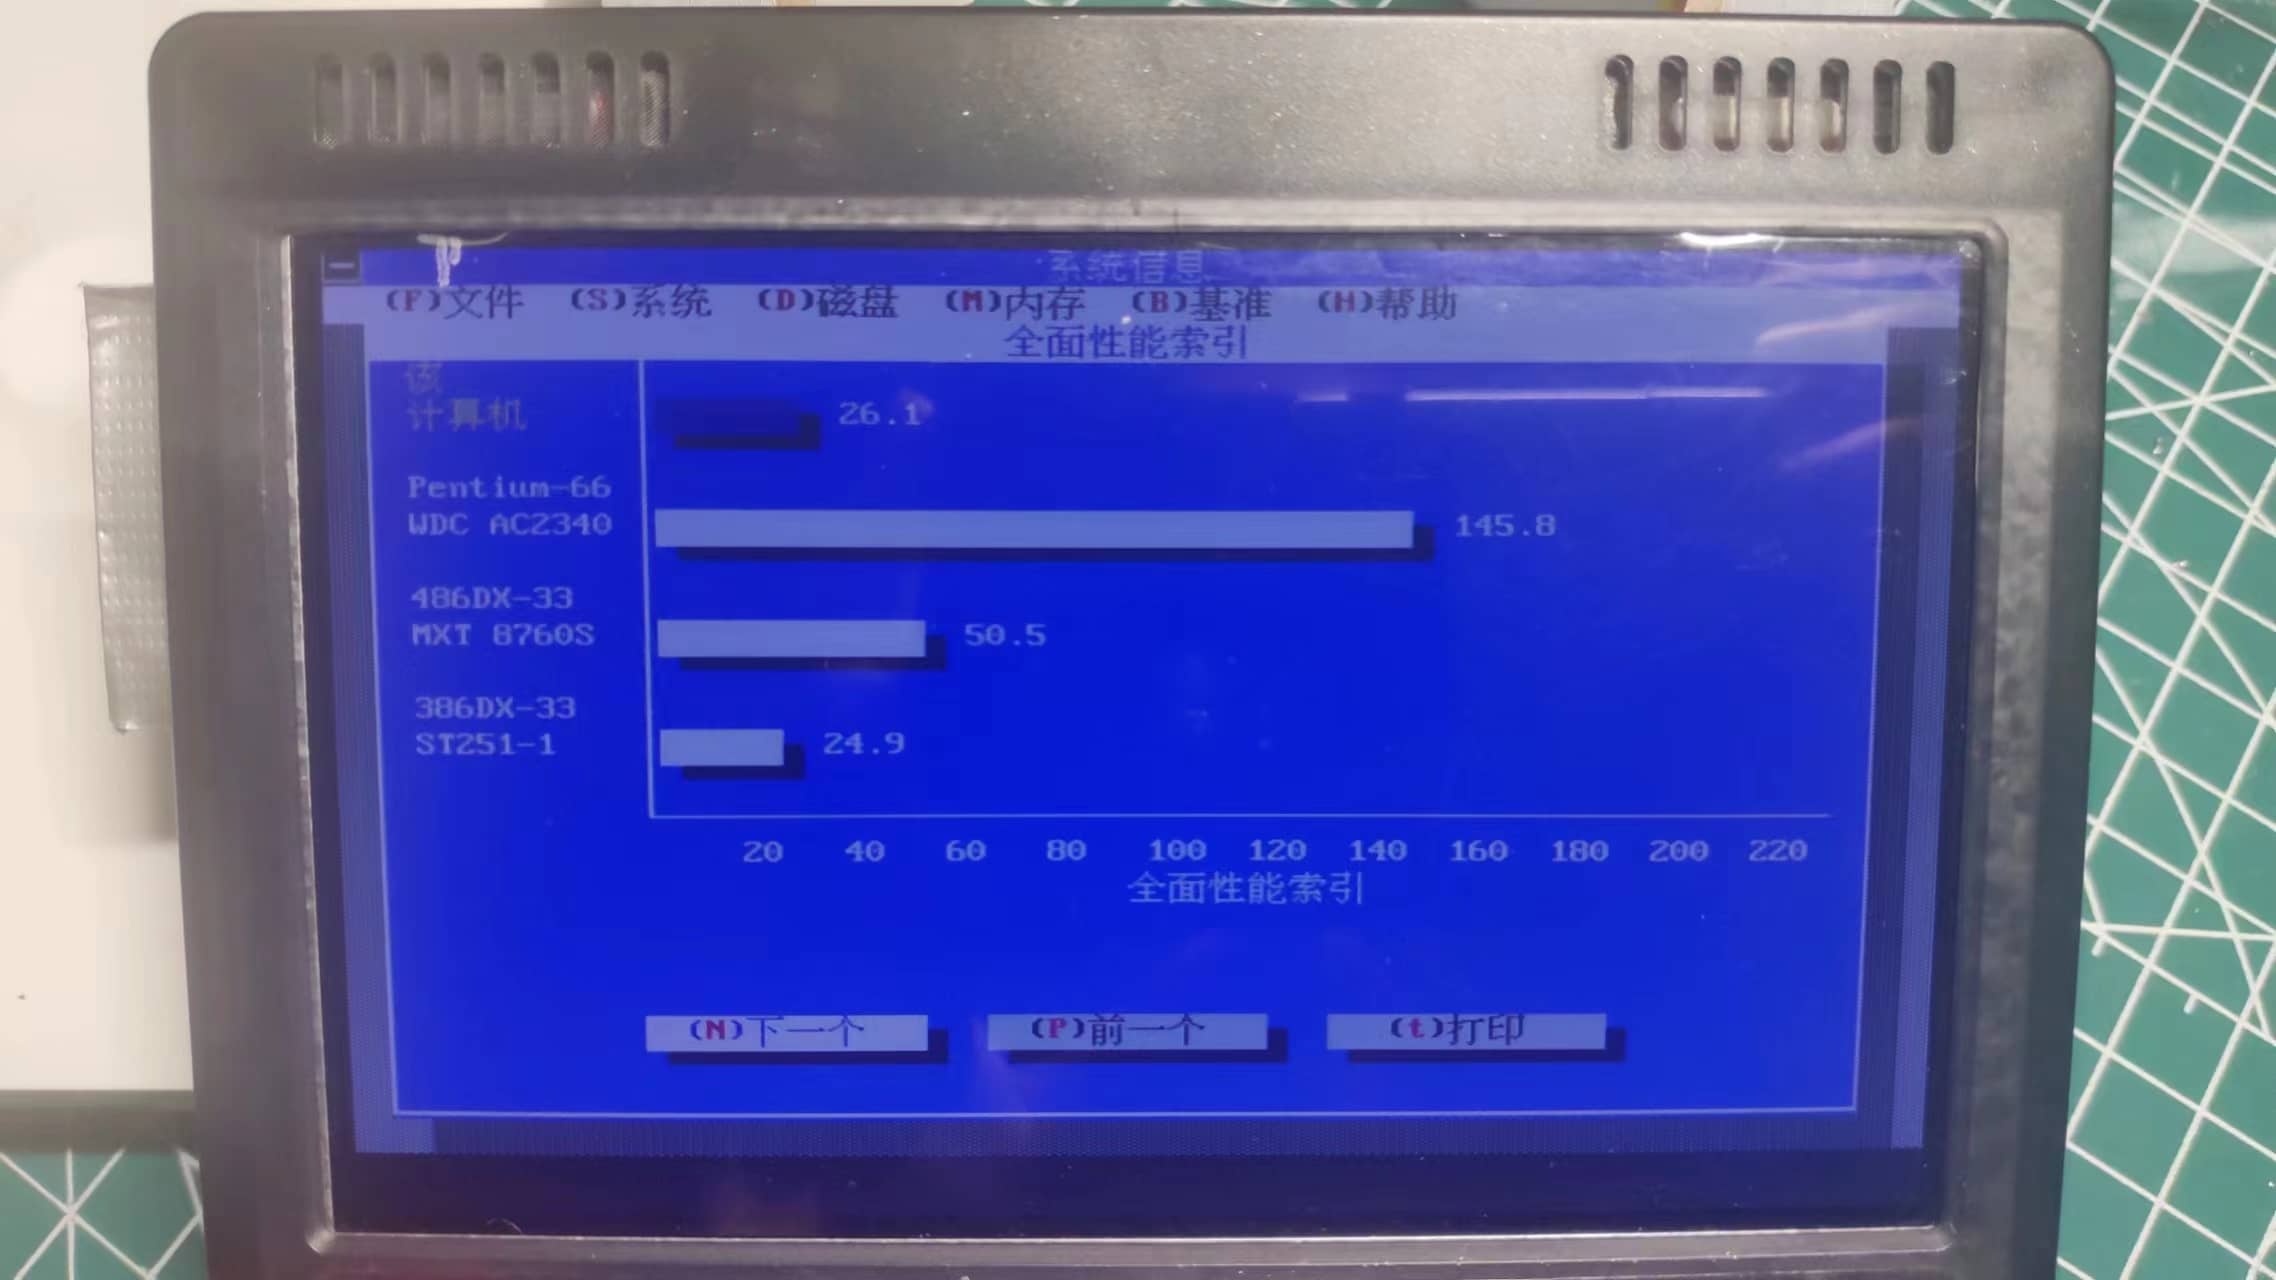 系统信息
(F)文件 (S)系统 (D)磁盘 (M)内存 (B)基准 (H)帮助
全面性能索引
该
计算机 26.1
Pentium-66
WDC AC2340 145.8
486DX-33
MXT 8760S 50.5
386DX-33
ST251-1 24.9
20 40 60 80 100 120 140 160 180 200 220
全面性能索引
(N)下一个 (P)前一个 (t)打印